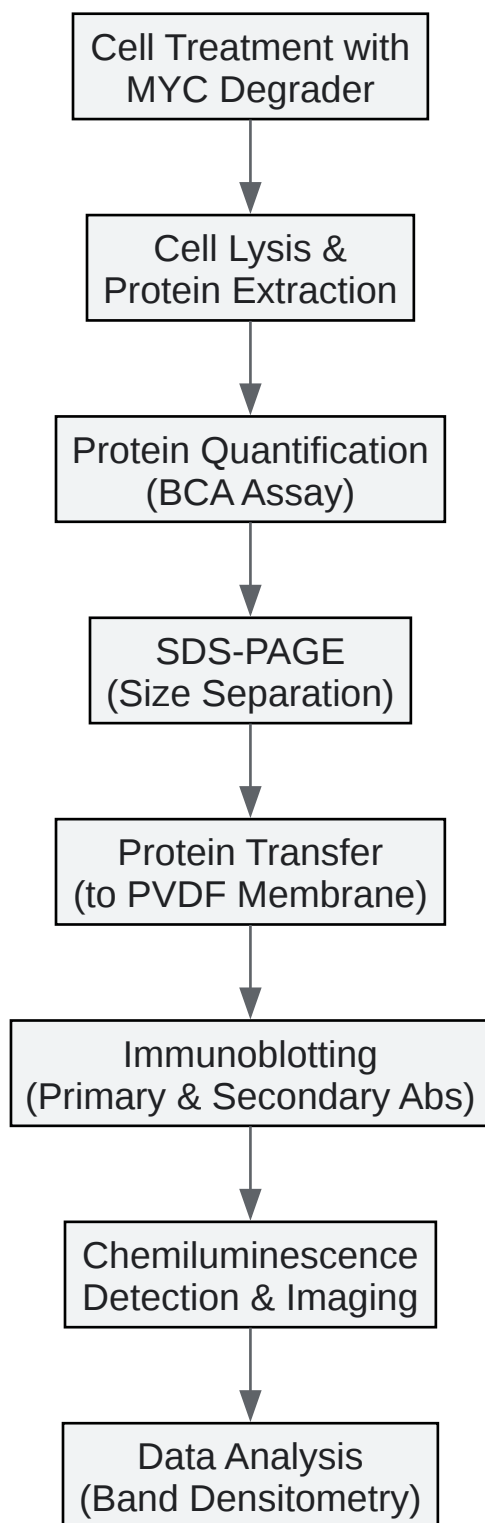 Cell Treatment with
MYC Degrader
Cell Lysis &
Protein Extraction
Protein Quantification
(BCA Assay)
SDS-PAGE
(Size Separation)
Protein Transfer
(to PVDF Membrane)
Immunoblotting
(Primary & Secondary Abs)
Chemiluminescence
Detection & Imaging
Data Analysis
(Band Densitometry)